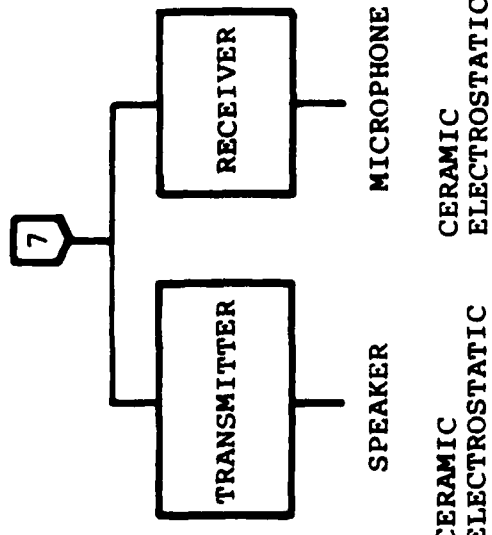 7
TRANSMITTER
RECEIVER
SPEAKER
MICROPHONE
CERAMIC
ELECTROSTATIC
CERAMIC
ELECTROSTATIC